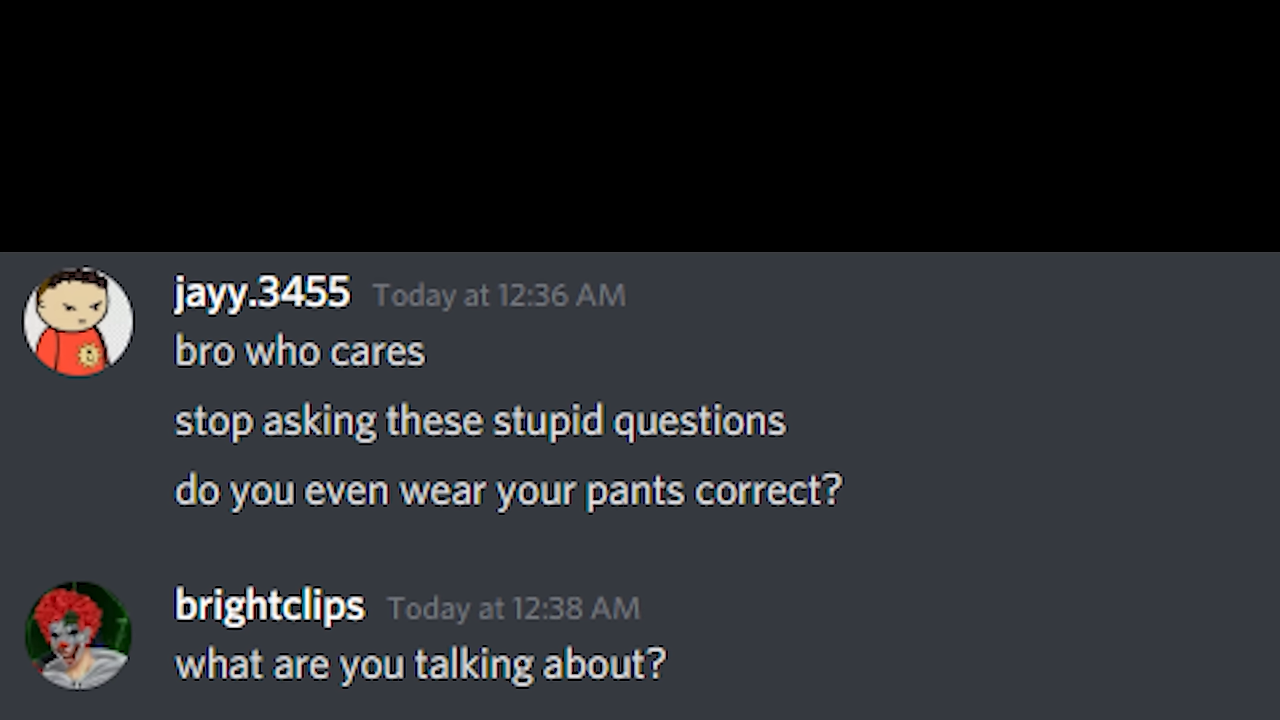 jayy.3455 Today at 12:36 AM
bro who cares
stop asking these stupid questions
do you even wear your pants correct?
brightclips Today at 12:38 AM
what are you talking about?